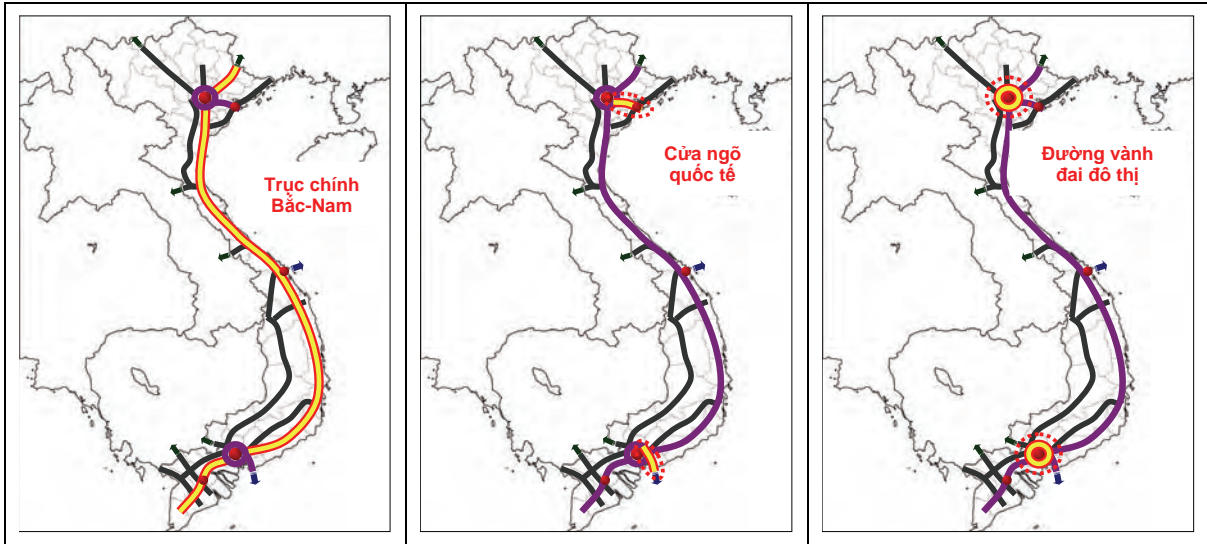 Trục chính
Bắc-Nam
Cửa ngõ
quốc tế
Đường vành
đai đô thị